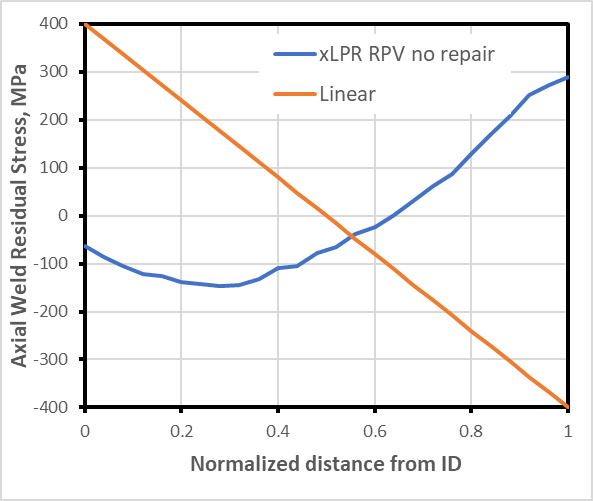 400
300
200
100
0
-100
-200
-300
-400
Axial Weld Residual Stress, MPa
xLPR RPV no repair
Linear
0 0.2 0.4 0.6 0.8 1
Normalized distance from ID